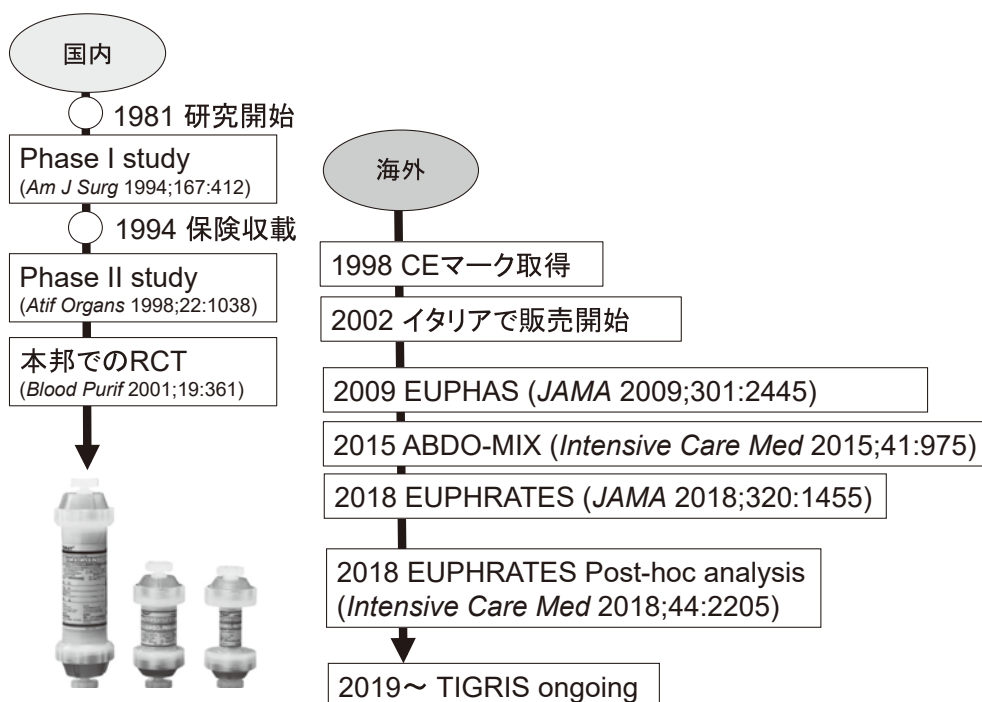 国内
1981 研究開始
Phase I study
(Am J Surg 1994;167:412)
1994 保険収載
Phase II study
(Atif Organs 1998;22:1038)
本邦でのRCT
(Blood Purif 2001;19:361)
海外
1998 CEマーク取得
2002 イタリアで販売開始
2009 EUPHAS (JAMA 2009;301:2445)
2015 ABDO-MIX (Intensive Care Med 2015;41:975)
2018 EUPHRATES (JAMA 2018;320:1455)
2018 EUPHRATES Post-hoc analysis
(Intensive Care Med 2018;44:2205)
2019～ TIGRIS ongoing